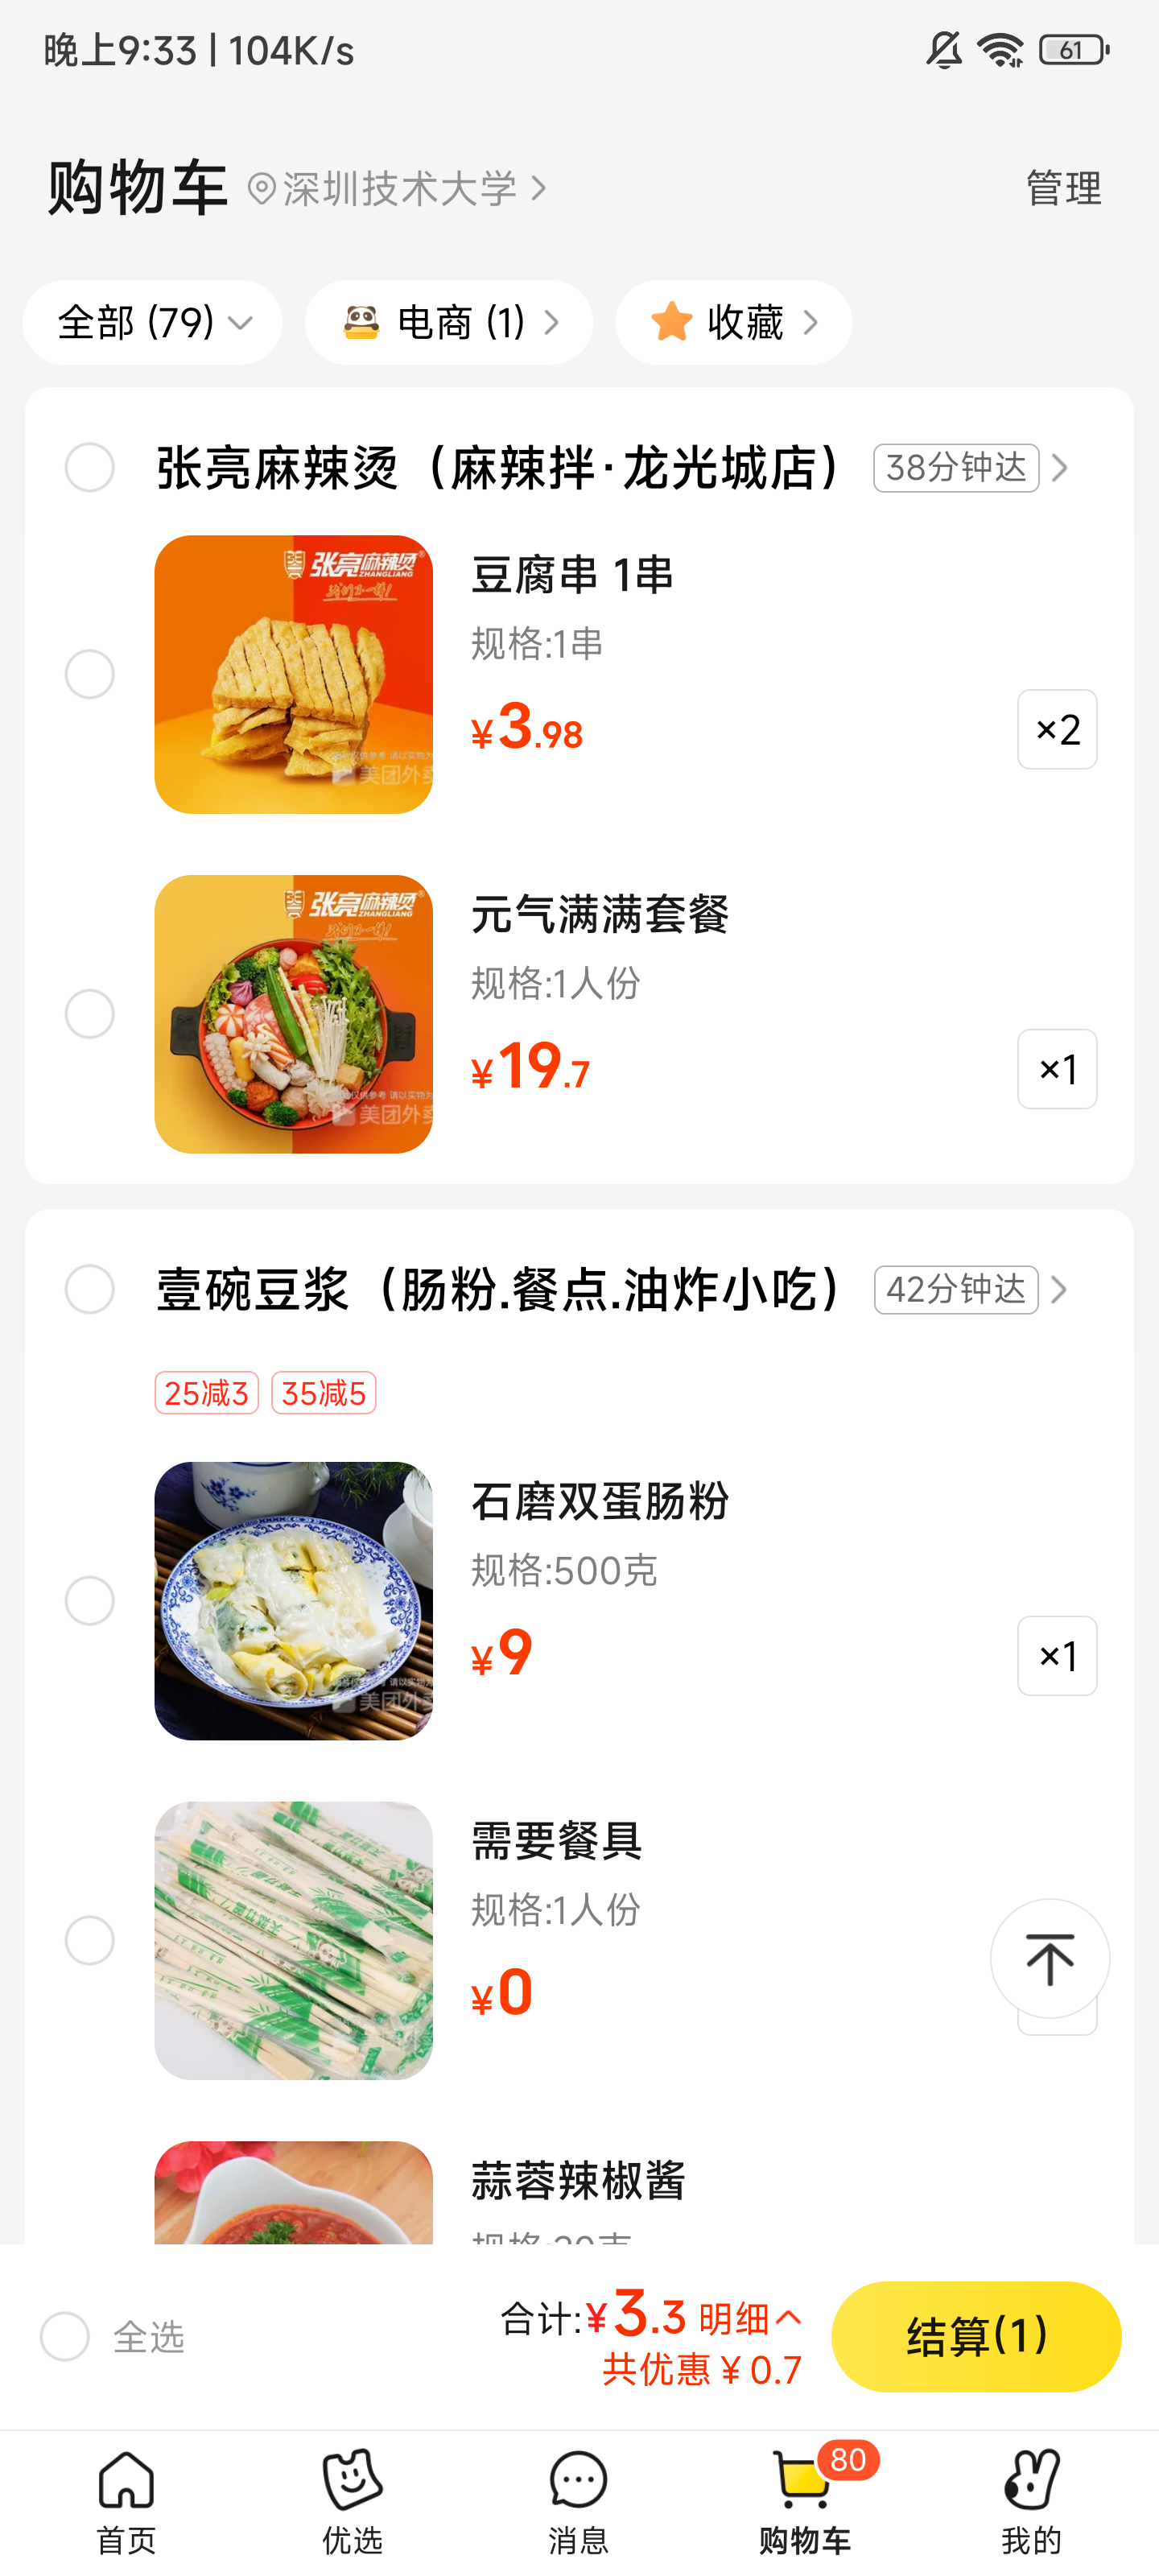 晚上9:33 | 104K/s
61
购物车 深圳技术大学
管理
全部 (79)
电商 (1)
收藏
张亮麻辣烫（麻辣拌·龙光城店）
38分钟达
张亮麻辣烫
ZHANGLIANG
豆腐串 1串
规格:1串
¥3.98
×2
美团外卖
张亮麻辣烫
ZHANGLIANG
元气满满套餐
规格:1人份
¥19.7
×1
美团外卖
壹碗豆浆（肠粉.餐点.油炸小吃）
42分钟达
25减3
35减5
石磨双蛋肠粉
规格:500克
¥9
×1
美团外卖
需要餐具
规格:1人份
¥0
蒜蓉辣椒酱
全选
合计:¥3.3 明细
共优惠 ¥0.7
结算(1)
80
首页
优选
消息
购物车
我的